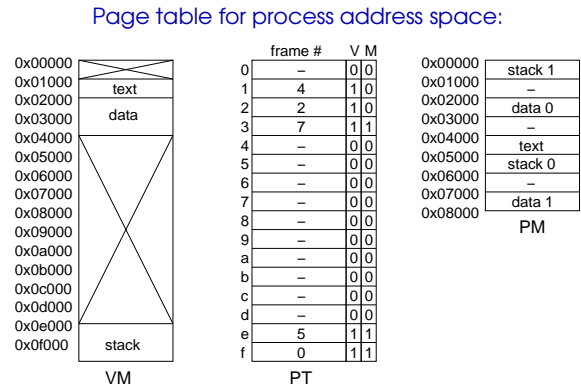 Page table for process address space:
0x00000
0x01000
0x02000
0x03000
0x04000
0x05000
0x06000
0x07000
0x08000
0x09000
0x0a000
0x0b000
0x0c000
0x0d000
0x0e000
0x0f000
text
data
stack
VM
frame # V M
0 – 0 0
1 4 1 0
2 2 1 0
3 7 1 1
4 – 0 0
5 – 0 0
6 – 0 0
7 – 0 0
8 – 0 0
9 – 0 0
a – 0 0
b – 0 0
c – 0 0
d – 0 0
e 5 1 1
f 0 1 1
PT
0x00000
0x01000
0x02000
0x03000
0x04000
0x05000
0x06000
0x07000
0x08000
stack 1
–
data 0
–
text
stack 0
–
data 1
PM